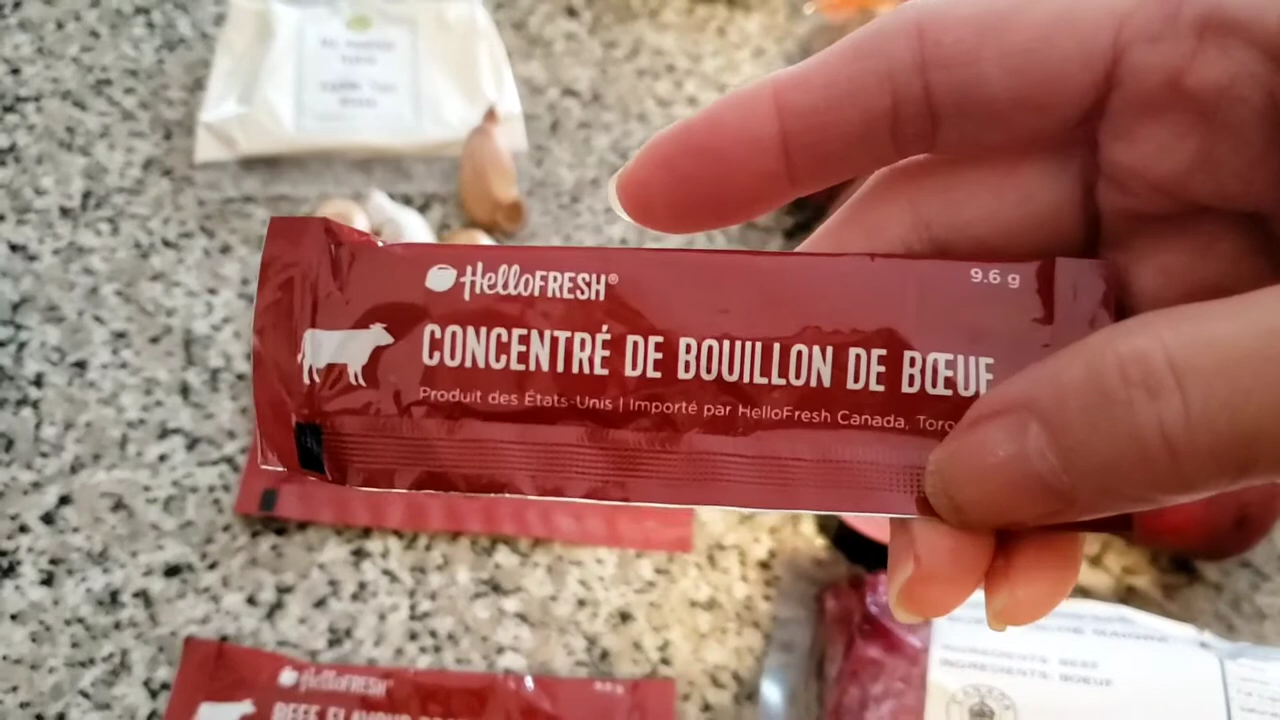 HelloFRESH®
9.6 g
CONCENTRÉ DE BOUILLON DE BŒUF
Produit des États-Unis | Importé par HelloFresh Canada, Toro
HelloFRESH
BEEF FLAVOUR
INGREDIENTS: BEEF
INGRÉDIENTS: BOEUF